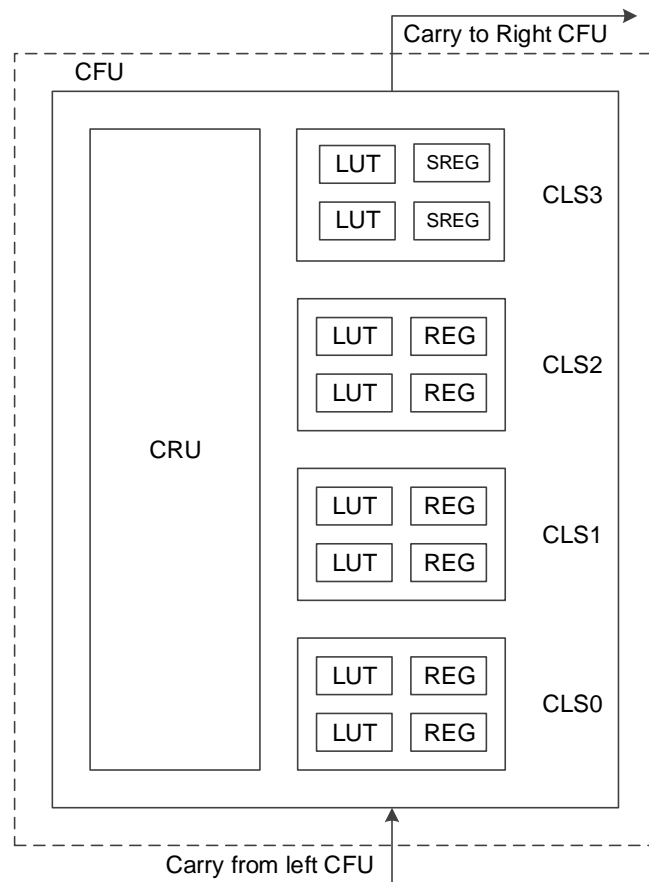 Carry to Right CFU
CFU
LUT SREG
CLS3
LUT SREG
LUT REG
CLS2
LUT REG
CRU
LUT REG
CLS1
LUT REG
LUT REG
CLS0
LUT REG
Carry from left CFU